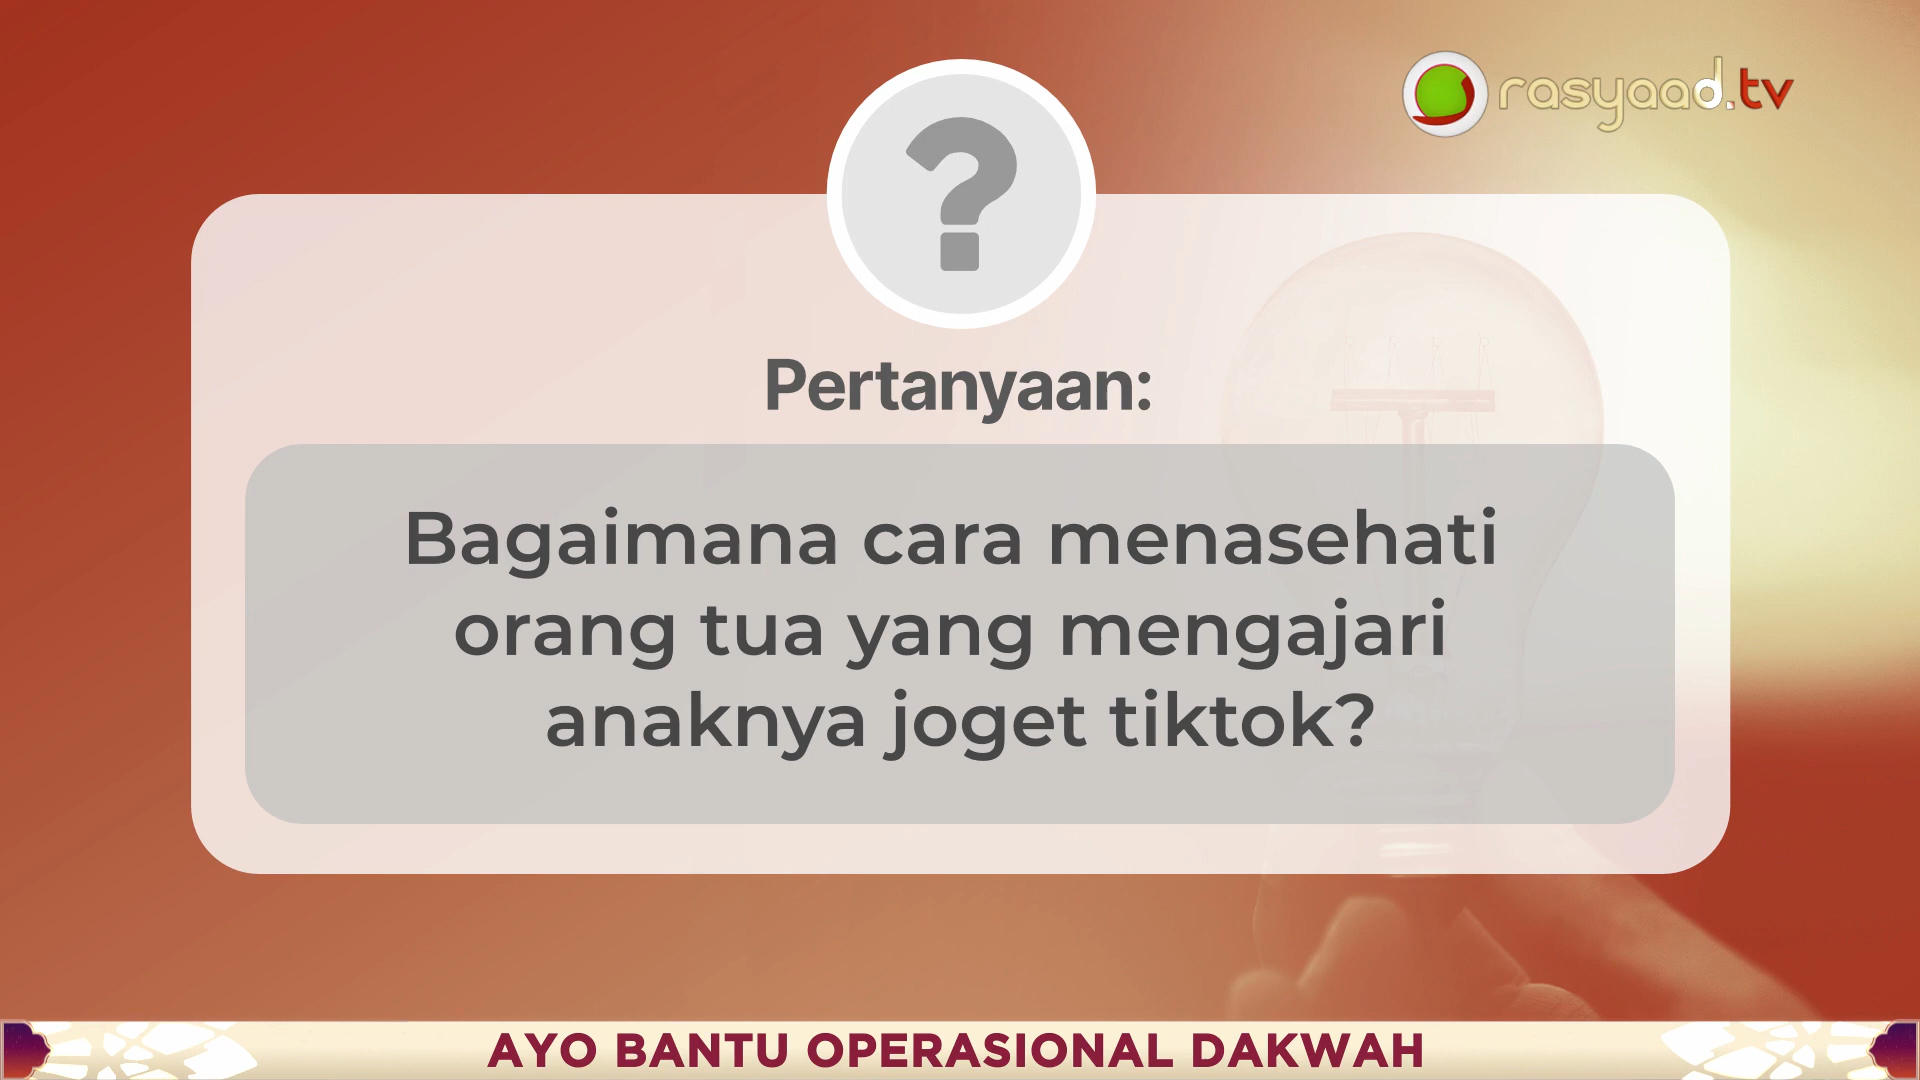 rasyaad.tv
Pertanyaan:
Bagaimana cara menasehati
orang tua yang mengajari
anaknya joget tiktok?
AYO BANTU OPERASIONAL DAKWAH